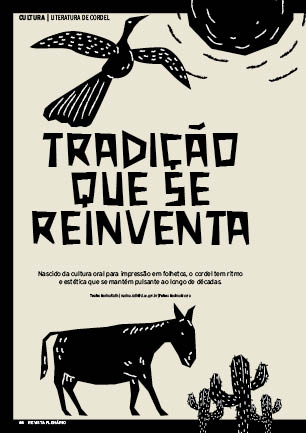 CULTURA | LITERATURA DE CORDEL
TRADIÇÃO
QUE SE
REINVENTA
Nascido da cultura oral para impressão em folhetos, o cordel tem ritmo
e estética que se mantém pulsante ao longo de décadas
REVISTA PLENÁRIO